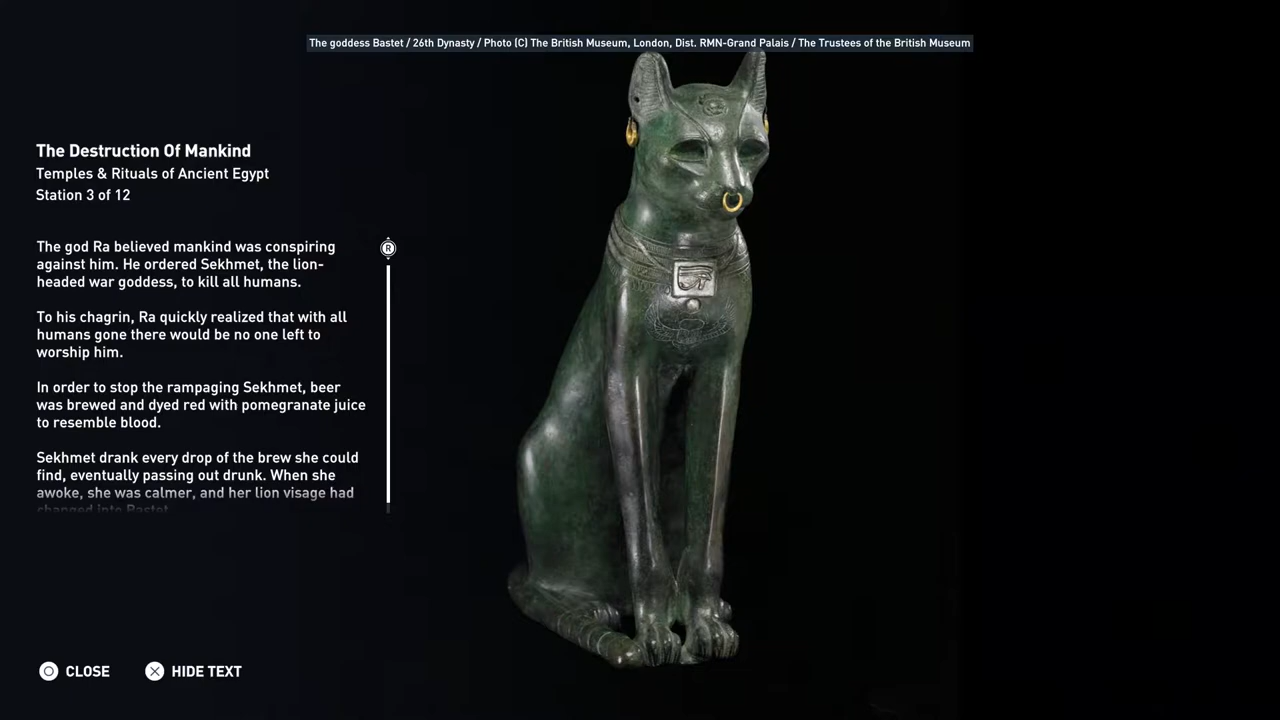 The goddess Bastet / 26th Dynasty / Photo (C) The British Museum, London, Dist. RMN-Grand Palais / The Trustees of the British Museum
The Destruction Of Mankind
Temples & Rituals of Ancient Egypt
Station 3 of 12
The god Ra believed mankind was conspiring
against him. He ordered Sekhmet, the lion-
headed war goddess, to kill all humans.
To his chagrin, Ra quickly realized that with all
humans gone there would be no one left to
worship him.
In order to stop the rampaging Sekhmet, beer
was brewed and dyed red with pomegranate juice
to resemble blood.
Sekhmet drank every drop of the brew she could
find, eventually passing out drunk. When she
awoke, she was calmer, and her lion visage had
changed into Bastet.
R
CLOSE
HIDE TEXT